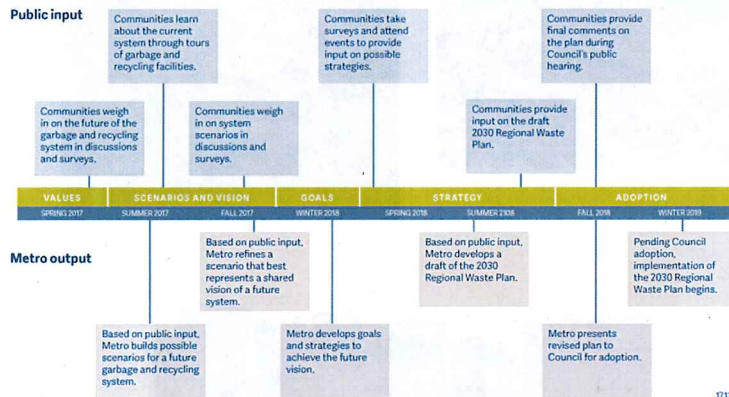 Public input
Communities learn
about the current
system through tours
of garbage and
recycling facilities.
Communities take
surveys and attend
events to provide
input on possible
strategies.
Communities provide
final comments on
the plan during
Council's public
hearing.
Communities weigh
in on the future of the
garbage and recycling
system in discussions
and surveys.
Communities weigh
in on system
scenarios in
discussions and
surveys.
Communities provide
input on the draft
2030 Regional Waste
Plan.
VALUES SCENARIOS AND VISION GOALS STRATEGY ADOPTION
SPRING 2017 SUMMER 2017 FALL 2017 WINTER 2018 SPRING 2018 SUMMER 2108 FALL 2018 WINTER 2019
Metro output
Based on public input,
Metro refines a
scenario that best
represents a shared
vision of a future
system.
Based on public input,
Metro develops a
draft of the 2030
Regional Waste Plan.
Pending Council
adoption,
implementation of
the 2030 Regional
Waste Plan begins.
Based on public input,
Metro builds possible
scenarios for a future
garbage and recycling
system.
Metro develops goals
and strategies to
achieve the future
vision.
Metro presents
revised plan to
Council for adoption.